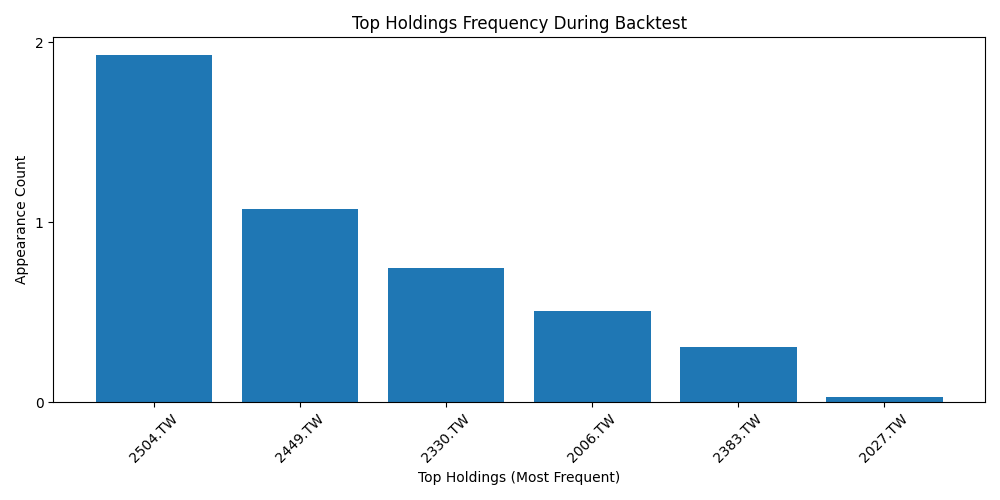 Top Holdings Frequency During Backtest
Appearance Count
2
1
0
2504.TW
2449.TW
2330.TW
2006.TW
2383.TW
2027.TW
Top Holdings (Most Frequent)